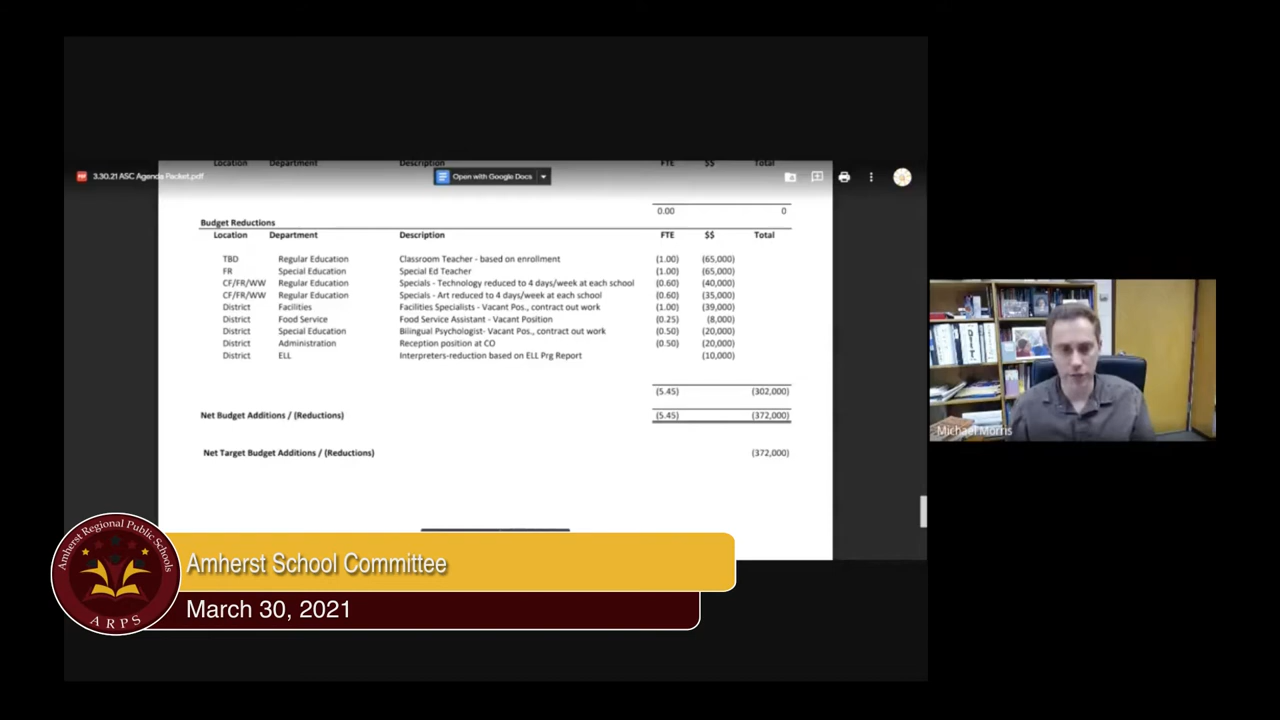 Location Department Description FTE $$ Total
3.30.21 ASC Agenda Packet.pdf
Open with Google Docs
0.00 0
Budget Reductions
Location Department Description FTE $$ Total
TBD Regular Education Classroom Teacher - based on enrollment (1.00) (65,000)
FR Special Education Special Ed Teacher (1.00) (65,000)
CF/FR/WW Regular Education Specials - Technology reduced to 4 days/week at each school (0.60) (40,000)
CF/FR/WW Regular Education Specials - Art reduced to 4 days/week at each school (0.60) (35,000)
District Facilities Facilities Specialists - Vacant Pos., contract out work (1.00) (39,000)
District Food Service Food Service Assistant - Vacant Position (0.25) (8,000)
District Special Education Bilingual Psychologist- Vacant Pos., contract out work (0.50) (20,000)
District Administration Reception position at CO (0.50) (20,000)
District ELL Interpreters-reduction based on ELL Prg Report (10,000)
(5.45) (302,000)
Net Budget Additions / (Reductions) (5.45) (372,000)
Net Target Budget Additions / (Reductions) (372,000)
Michael Morris
Amherst Regional Public Schools
ARPS
Amherst School Committee
March 30, 2021